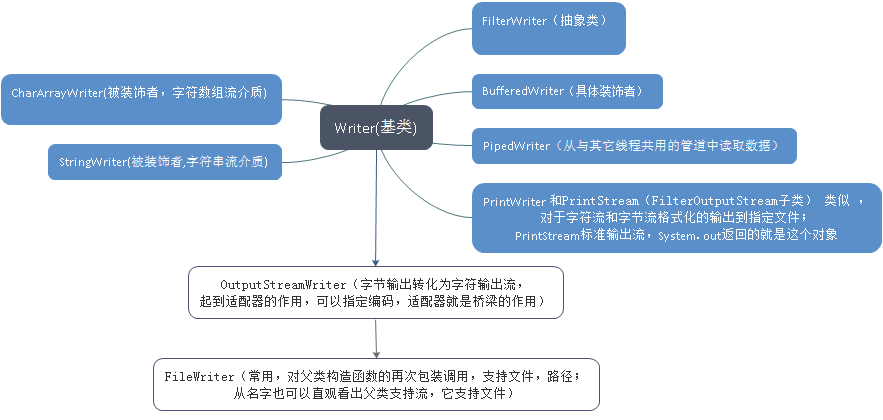 FilterWriter（抽象类）
CharArrayWriter(被装饰者，字符数组流介质)
BufferedWriter（具体装饰者）
Writer(基类)
PipedWriter（从与其它线程共用的管道中读取数据）
StringWriter(被装饰者,字符串流介质)
PrintWriter 和PrintStream（FilterOutputStream子类） 类似 ，
对于字符流和字节流格式化的输出到指定文件；
PrintStream标准输出流，System.out返回的就是这个对象
OutputStreamWriter（字节输出转化为字符输出流，
起到适配器的作用，可以指定编码，适配器就是桥梁的作用）
FileWriter（常用，对父类构造函数的再次包装调用，支持文件，路径；
从名字也可以直观看出父类支持流，它支持文件）